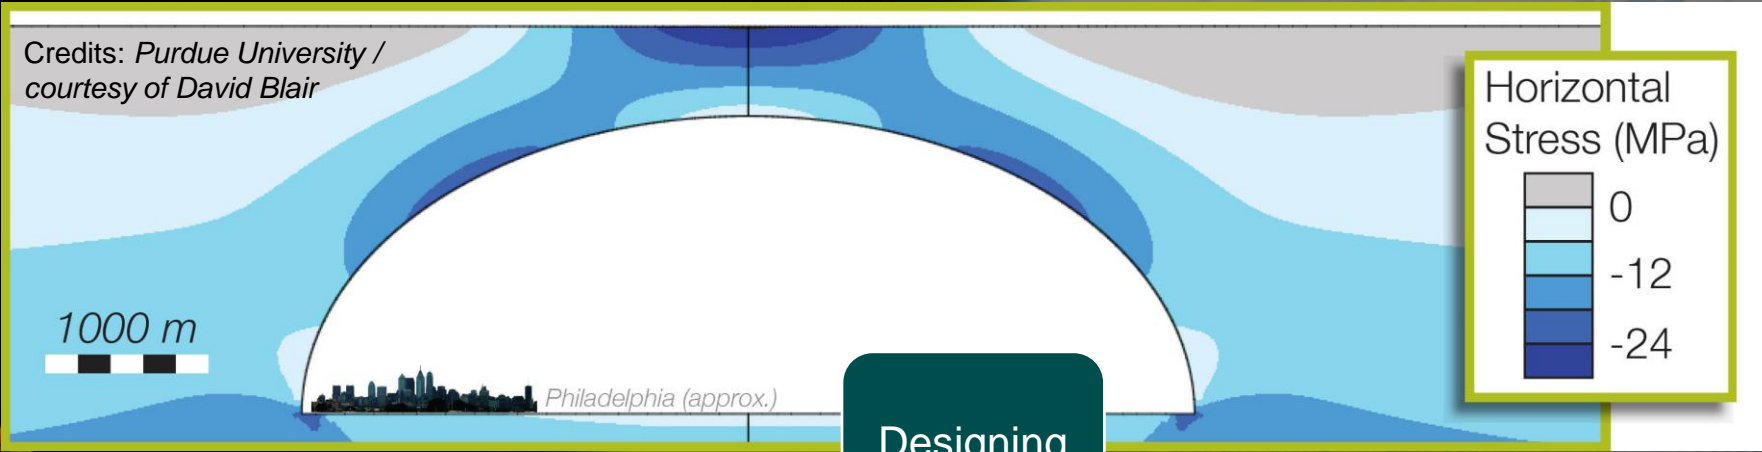 Credits: Purdue University /
courtesy of David Blair
Horizontal
Stress (MPa)
0
-12
-24
1000 m
Philadelphia (approx.)
Designing